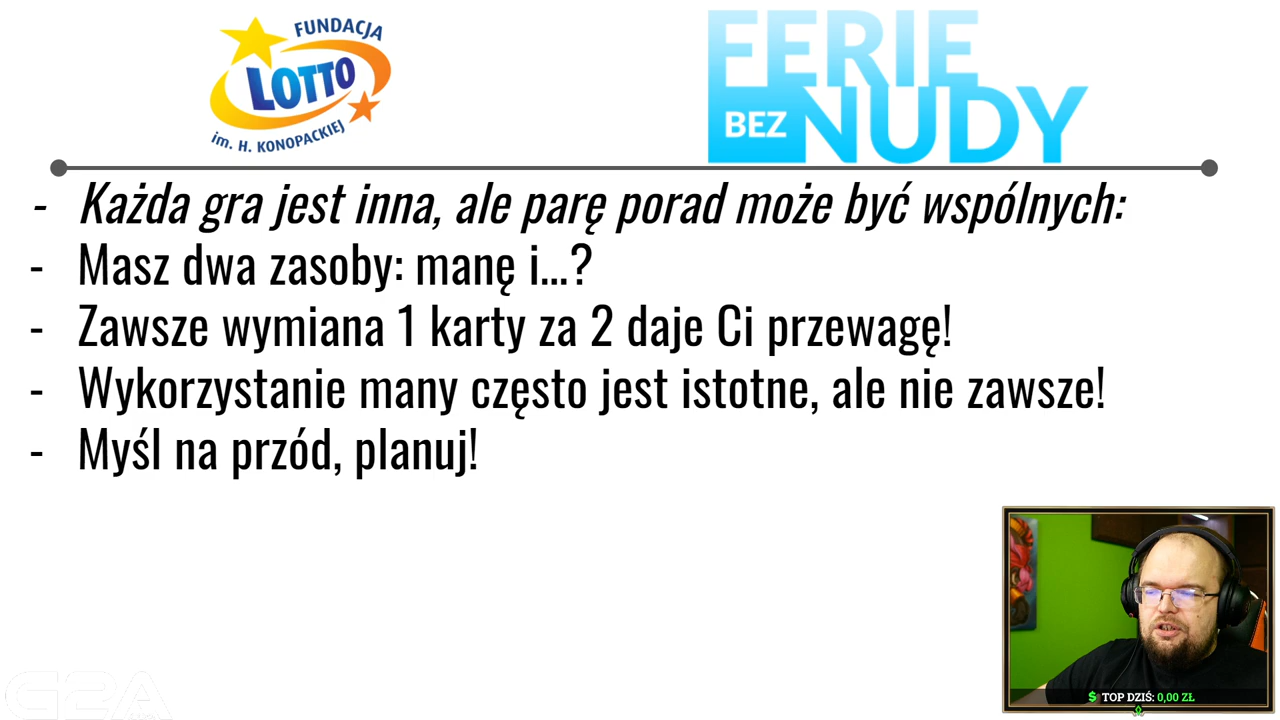 FUNDACJA
LOTTO
im. H. KONOPACKIEJ
FERIE
BEZ NUDY
- Każda gra jest inna, ale parę porad może być wspólnych:
- Masz dwa zasoby: manę i...?
- Zawsze wymiana 1 karty za 2 daje Ci przewagę!
- Wykorzystanie many często jest istotne, ale nie zawsze!
- Myśl na przód, planuj!
$ TOP DZIŚ: 0,00 ZŁ
G2A